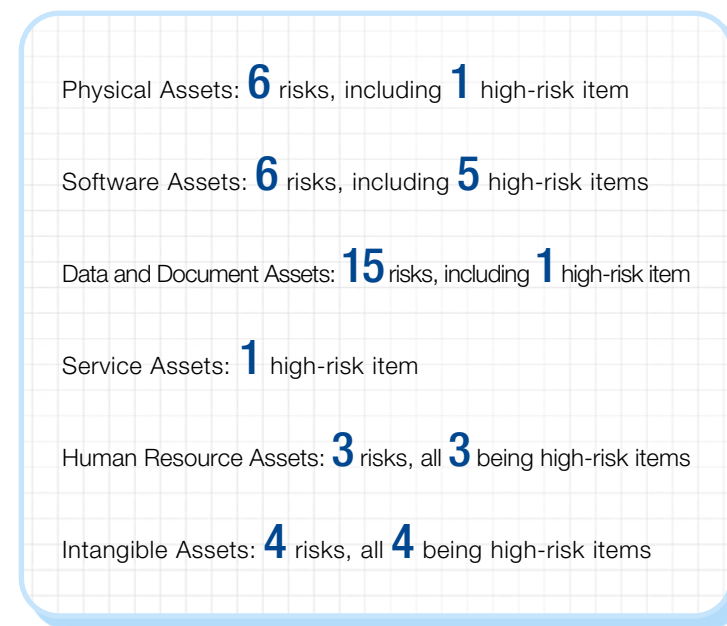 Physical Assets: 6 risks, including 1 high-risk item
Software Assets: 6 risks, including 5 high-risk items
Data and Document Assets: 15 risks, including 1 high-risk item
Service Assets: 1 high-risk item
Human Resource Assets: 3 risks, all 3 being high-risk items
Intangible Assets: 4 risks, all 4 being high-risk items